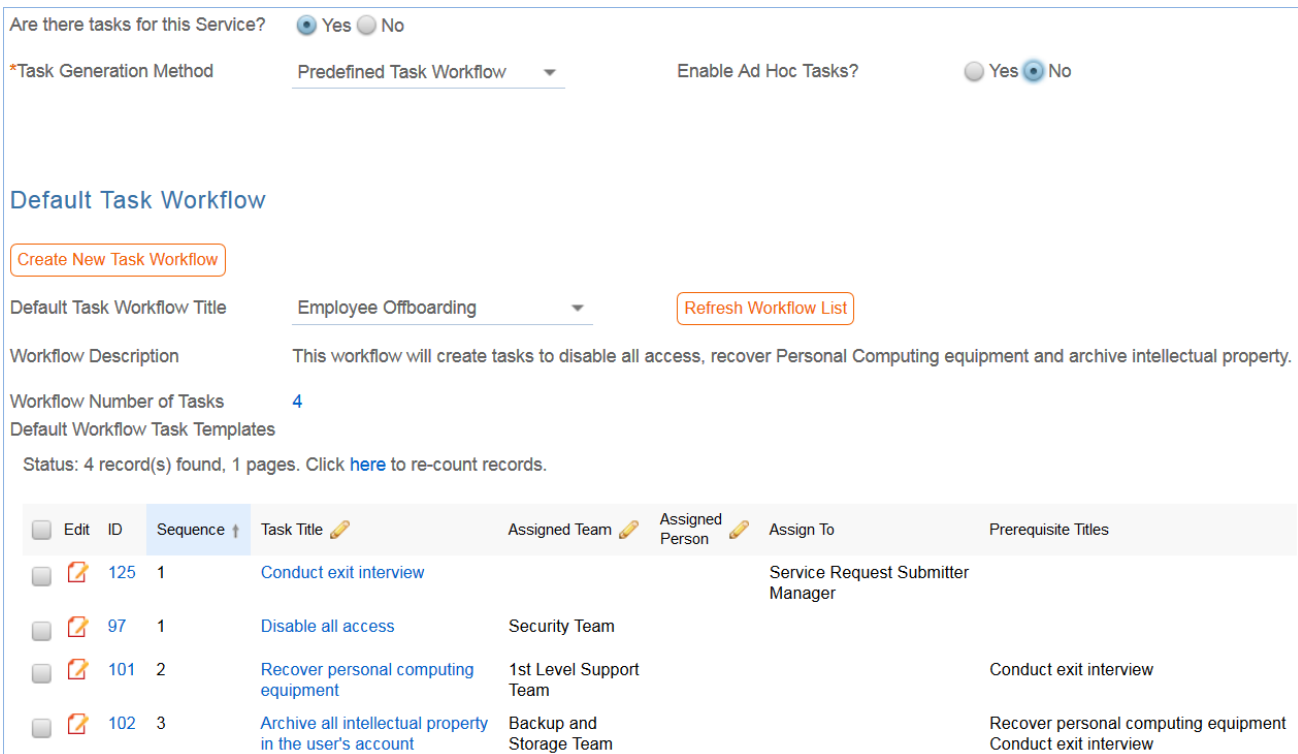 Are there tasks for this Service? Yes No
*Task Generation Method Predefined Task Workflow Enable Ad Hoc Tasks? Yes No
Default Task Workflow
Create New Task Workflow
Default Task Workflow Title Employee Offboarding Refresh Workflow List
Workflow Description This workflow will create tasks to disable all access, recover Personal Computing equipment and archive intellectual property.
Workflow Number of Tasks 4
Default Workflow Task Templates
Status: 4 record(s) found, 1 pages. Click here to re-count records.
Edit ID Sequence Task Title Assigned Team Assigned Person Assign To Prerequisite Titles
125 1 Conduct exit interview Service Request Submitter
Manager
97 1 Disable all access Security Team
101 2 Recover personal computing 1st Level Support Conduct exit interview
equipment Team
102 3 Archive all intellectual property Backup and Recover personal computing equipment
in the user's account Storage Team Conduct exit interview